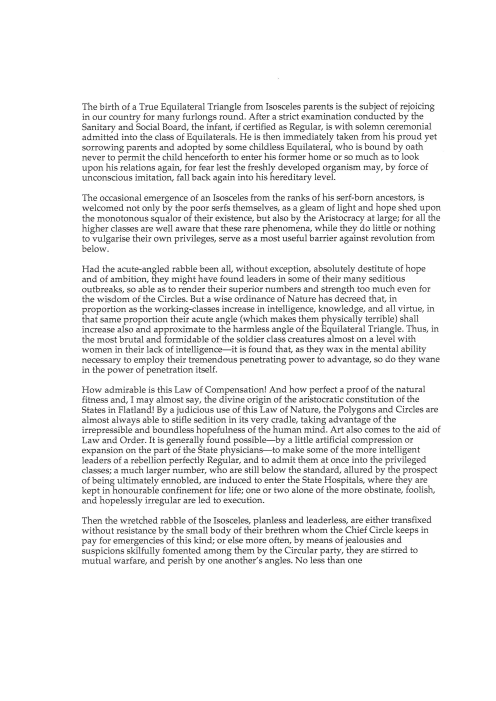 The birth of a True Equilateral Triangle from Isosceles parents is the subject of rejoicing
in our country for many furlongs round. After a strict examination conducted by the
Sanitary and Social Board, the infant, if certified as Regular, is with solemn ceremonial
admitted into the class of Equilaterals. He is then immediately taken from his proud yet
sorrowing parents and adopted by some childless Equilateral, who is bound by oath
never to permit the child henceforth to enter his former home or so much as to look
upon his relations again, for fear lest the freshly developed organism may, by force of
unconscious imitation, fall back again into his hereditary level.

The occasional emergence of an Isosceles from the ranks of his serf-born ancestors, is
welcomed not only by the poor serfs themselves, as a gleam of light and hope shed upon
the monotonous squalor of their existence, but also by the Aristocracy at large; for all the
higher classes are well aware that these rare phenomena, while they do little or nothing
to vulgarise their own privileges, serve as a most useful barrier against revolution from
below.

Had the acute-angled rabble been all, without exception, absolutely destitute of hope
and of ambition, they might have found leaders in some of their many seditious
outbreaks, so able as to render their superior numbers and strength too much even for
the wisdom of the Circles. But a wise ordinance of Nature has decreed that, in
proportion as the working-classes increase in intelligence, knowledge, and all virtue, in
that same proportion their acute angle (which makes them physically terrible) shall
increase also and approximate to the harmless angle of the Equilateral Triangle. Thus, in
the most brutal and formidable of the soldier class creatures almost on a level with
women in their lack of intelligence—it is found that, as they wax in the mental ability
necessary to employ their tremendous penetrating power to advantage, so do they wane
in the power of penetration itself.

How admirable is this Law of Compensation! And how perfect a proof of the natural
fitness and, I may almost say, the divine origin of the aristocratic constitution of the
States in Flatland! By a judicious use of this Law of Nature, the Polygons and Circles are
almost always able to stifle sedition in its very cradle, taking advantage of the
irrepressible and boundless hopefulness of the human mind. Art also comes to the aid of
Law and Order. It is generally found possible—by a little artificial compression or
expansion on the part of the State physicians—to make some of the more intelligent
leaders of a rebellion perfectly Regular, and to admit them at once into the privileged
classes; a much larger number, who are still below the standard, allured by the prospect
of being ultimately ennobled, are induced to enter the State Hospitals, where they are
kept in honourable confinement for life; one or two alone of the more obstinate, foolish,
and hopelessly irregular are led to execution.

Then the wretched rabble of the Isosceles, planless and leaderless, are either transfixed
without resistance by the small body of their brethren whom the Chief Circle keeps in
pay for emergencies of this kind; or else more often, by means of jealousies and
suspicions skilfully fomented among them by the Circular party, they are stirred to
mutual warfare, and perish by one another's angles. No less than one